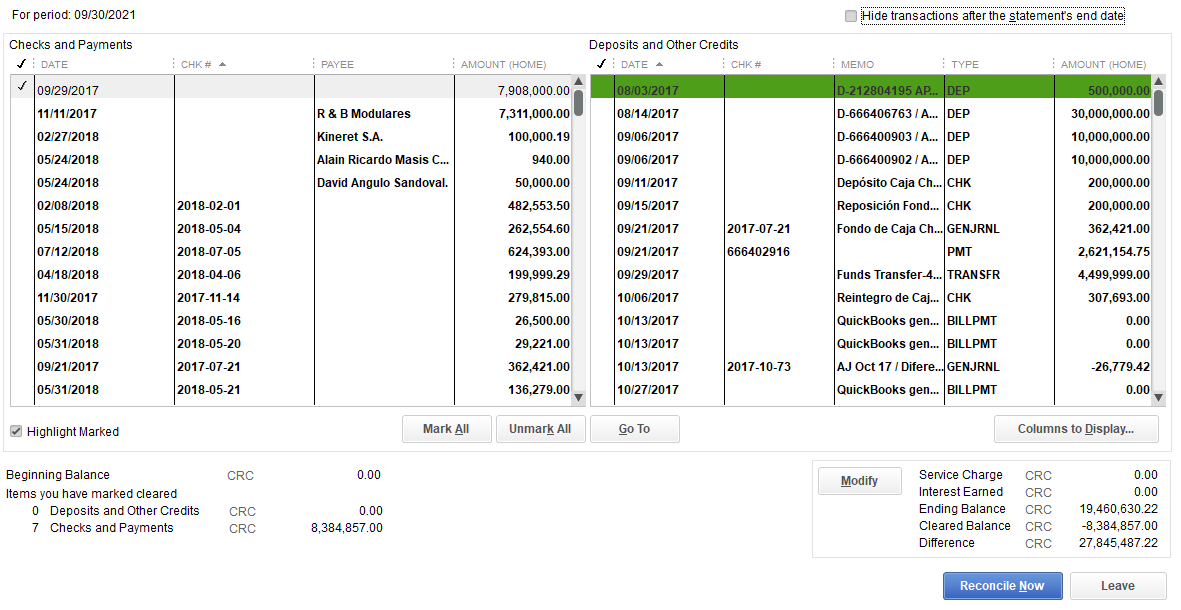 For period: 09/30/2021
Hide transactions after the statement's end date
Checks and Payments
✓ DATE CHK # PAYEE AMOUNT (HOME)
✓ 09/29/2017 7,908,000.00
11/11/2017 R & B Modulares 7,311,000.00
02/27/2018 Kineret S.A. 100,000.19
05/24/2018 Alain Ricardo Masis C... 940.00
05/24/2018 David Angulo Sandoval. 50,000.00
02/08/2018 2018-02-01 482,553.50
05/15/2018 2018-05-04 262,554.60
07/12/2018 2018-07-05 624,393.00
04/18/2018 2018-04-06 199,999.29
11/30/2017 2017-11-14 279,815.00
05/30/2018 2018-05-16 26,500.00
05/31/2018 2018-05-20 29,221.00
09/21/2017 2017-07-21 362,421.00
05/31/2018 2018-05-21 136,279.00
Deposits and Other Credits
✓ DATE CHK # MEMO TYPE AMOUNT (HOME)
08/03/2017 D-212804195 AP... DEP 500,000.00
08/14/2017 D-666406763 / A... DEP 30,000,000.00
09/06/2017 D-666400903 / A... DEP 10,000,000.00
09/06/2017 D-666400902 / A... DEP 10,000,000.00
09/11/2017 Depósito Caja Ch... CHK 200,000.00
09/15/2017 Reposición Fond... CHK 200,000.00
09/21/2017 2017-07-21 Fondo de Caja Ch... GENJRNL 362,421.00
09/21/2017 666402916 PMT 2,621,154.75
09/29/2017 Funds Transfer-4... TRANSFR 4,499,999.00
10/06/2017 Reintegro de Caj... CHK 307,693.00
10/13/2017 QuickBooks gen... BILLPMT 0.00
10/13/2017 QuickBooks gen... BILLPMT 0.00
10/13/2017 2017-10-73 AJ Oct 17 / Difere... GENJRNL -26,779.42
10/27/2017 QuickBooks gen... BILLPMT 0.00
Highlight Marked
Mark All
Unmark All
Go To
Columns to Display...
Beginning Balance CRC 0.00
Items you have marked cleared
0 Deposits and Other Credits CRC 0.00
7 Checks and Payments CRC 8,384,857.00
Modify
Service Charge CRC 0.00
Interest Earned CRC 0.00
Ending Balance CRC 19,460,630.22
Cleared Balance CRC -8,384,857.00
Difference CRC 27,845,487.22
Reconcile Now
Leave